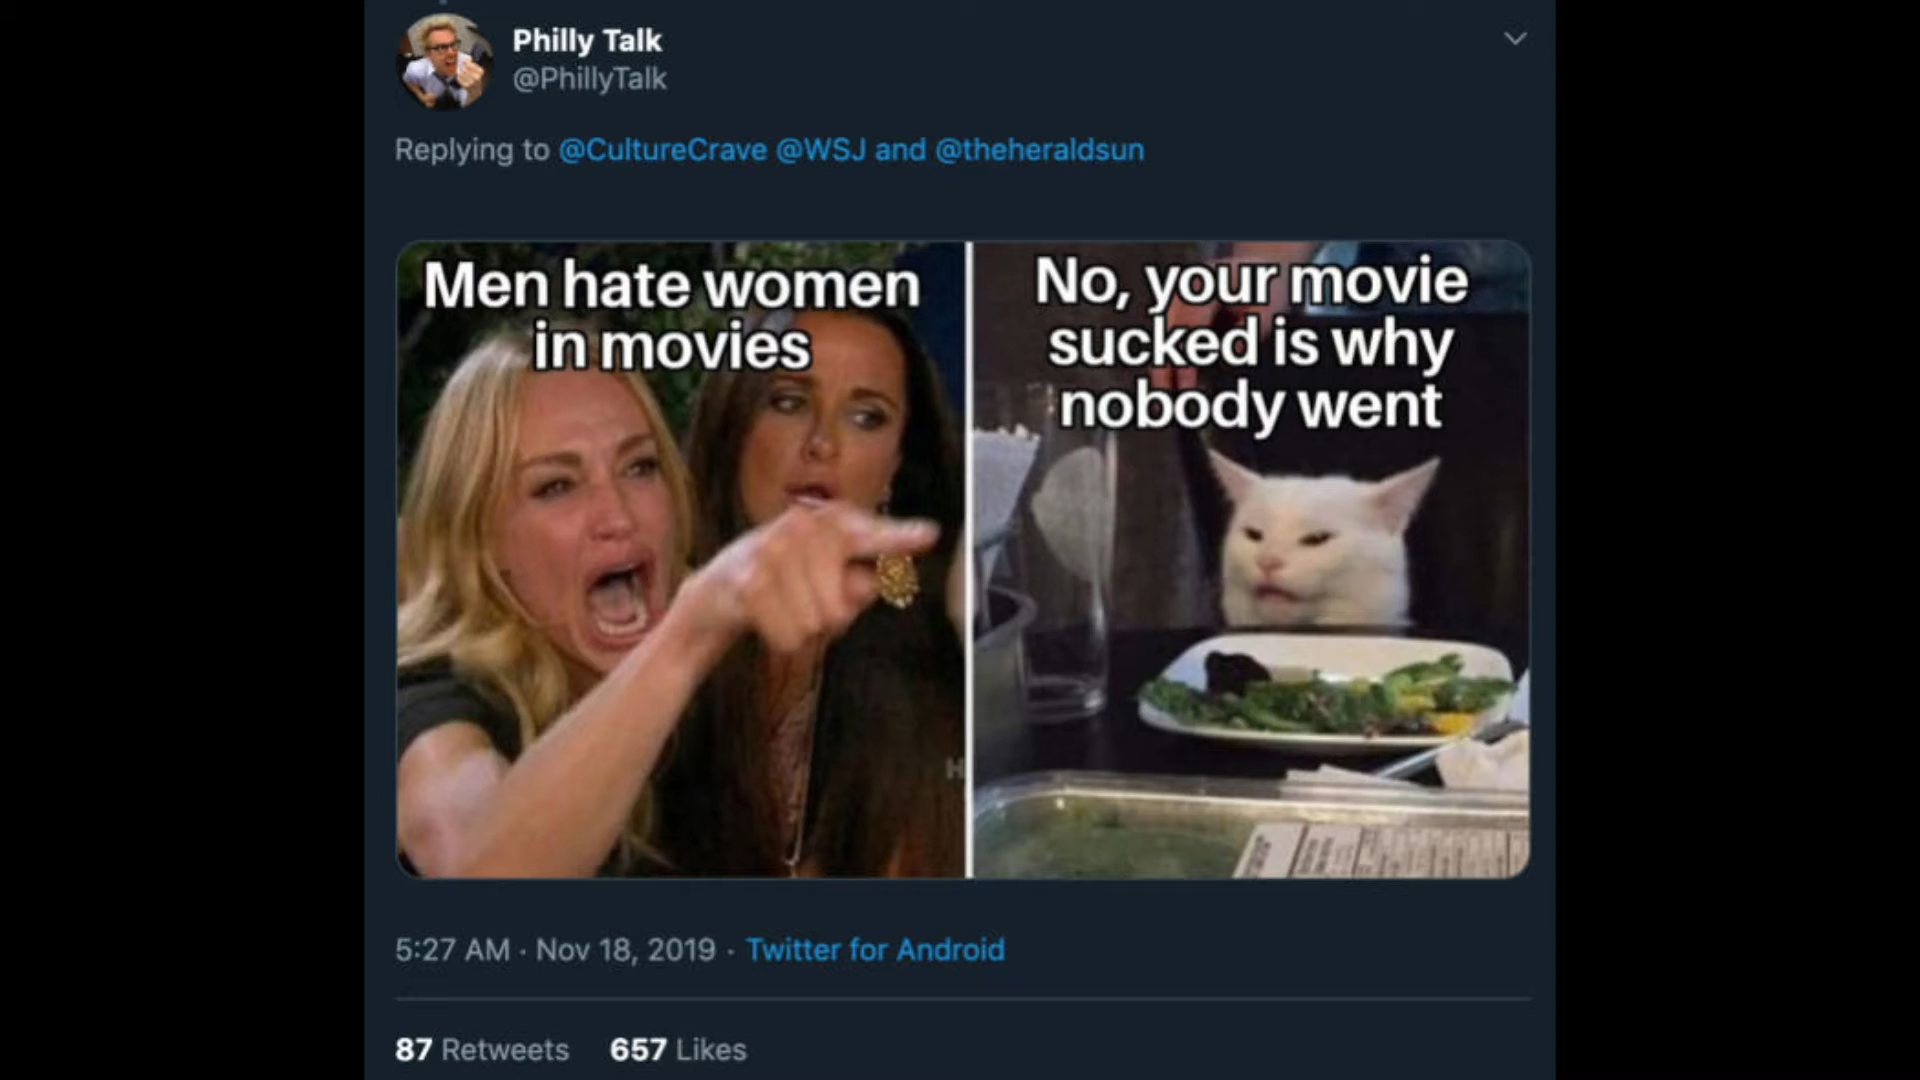 Philly Talk
@PhillyTalk
Replying to @CultureCrave @WSJ and @theheraldsun
Men hate women
in movies
No, your movie
sucked is why
nobody went
5:27 AM · Nov 18, 2019 · Twitter for Android
87 Retweets 657 Likes